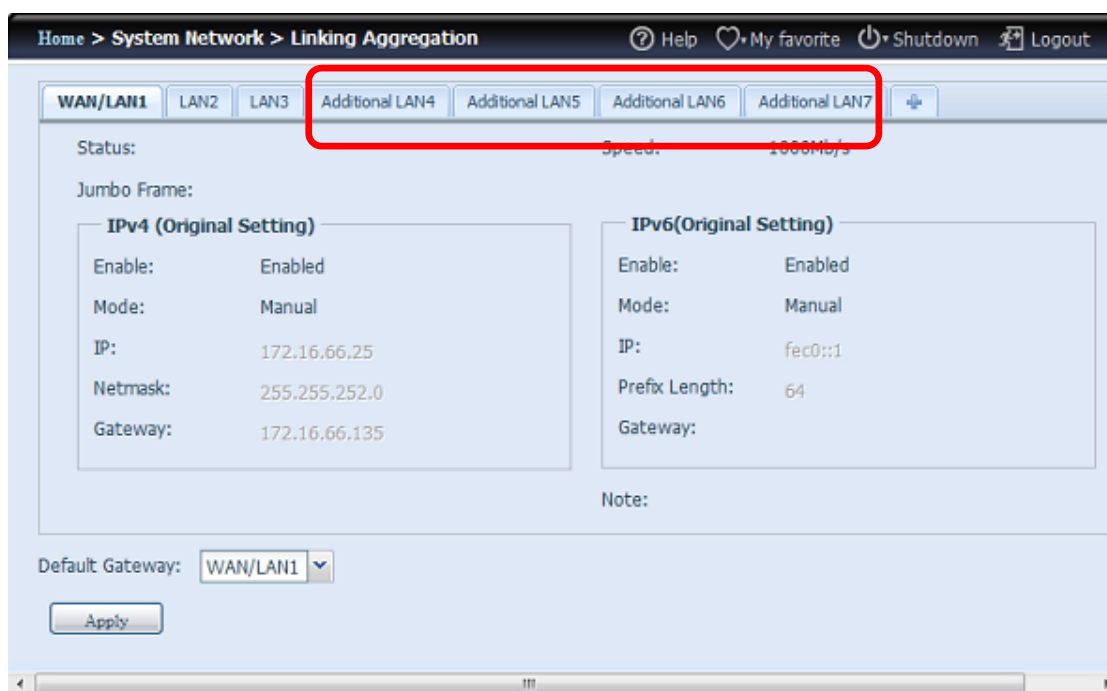 Home > System Network > Linking Aggregation Help My favorite Shutdown Logout
WAN/LAN1 LAN2 LAN3 Additional LAN4 Additional LAN5 Additional LAN6 Additional LAN7
Status: Speed: 1000Mb/s
Jumbo Frame:
IPv4 (Original Setting)
Enable: Enabled
Mode: Manual
IP: 172.16.66.25
Netmask: 255.255.252.0
Gateway: 172.16.66.135
IPv6(Original Setting)
Enable: Enabled
Mode: Manual
IP: fec0::1
Prefix Length: 64
Gateway:
Note:
Default Gateway: WAN/LAN1
Apply